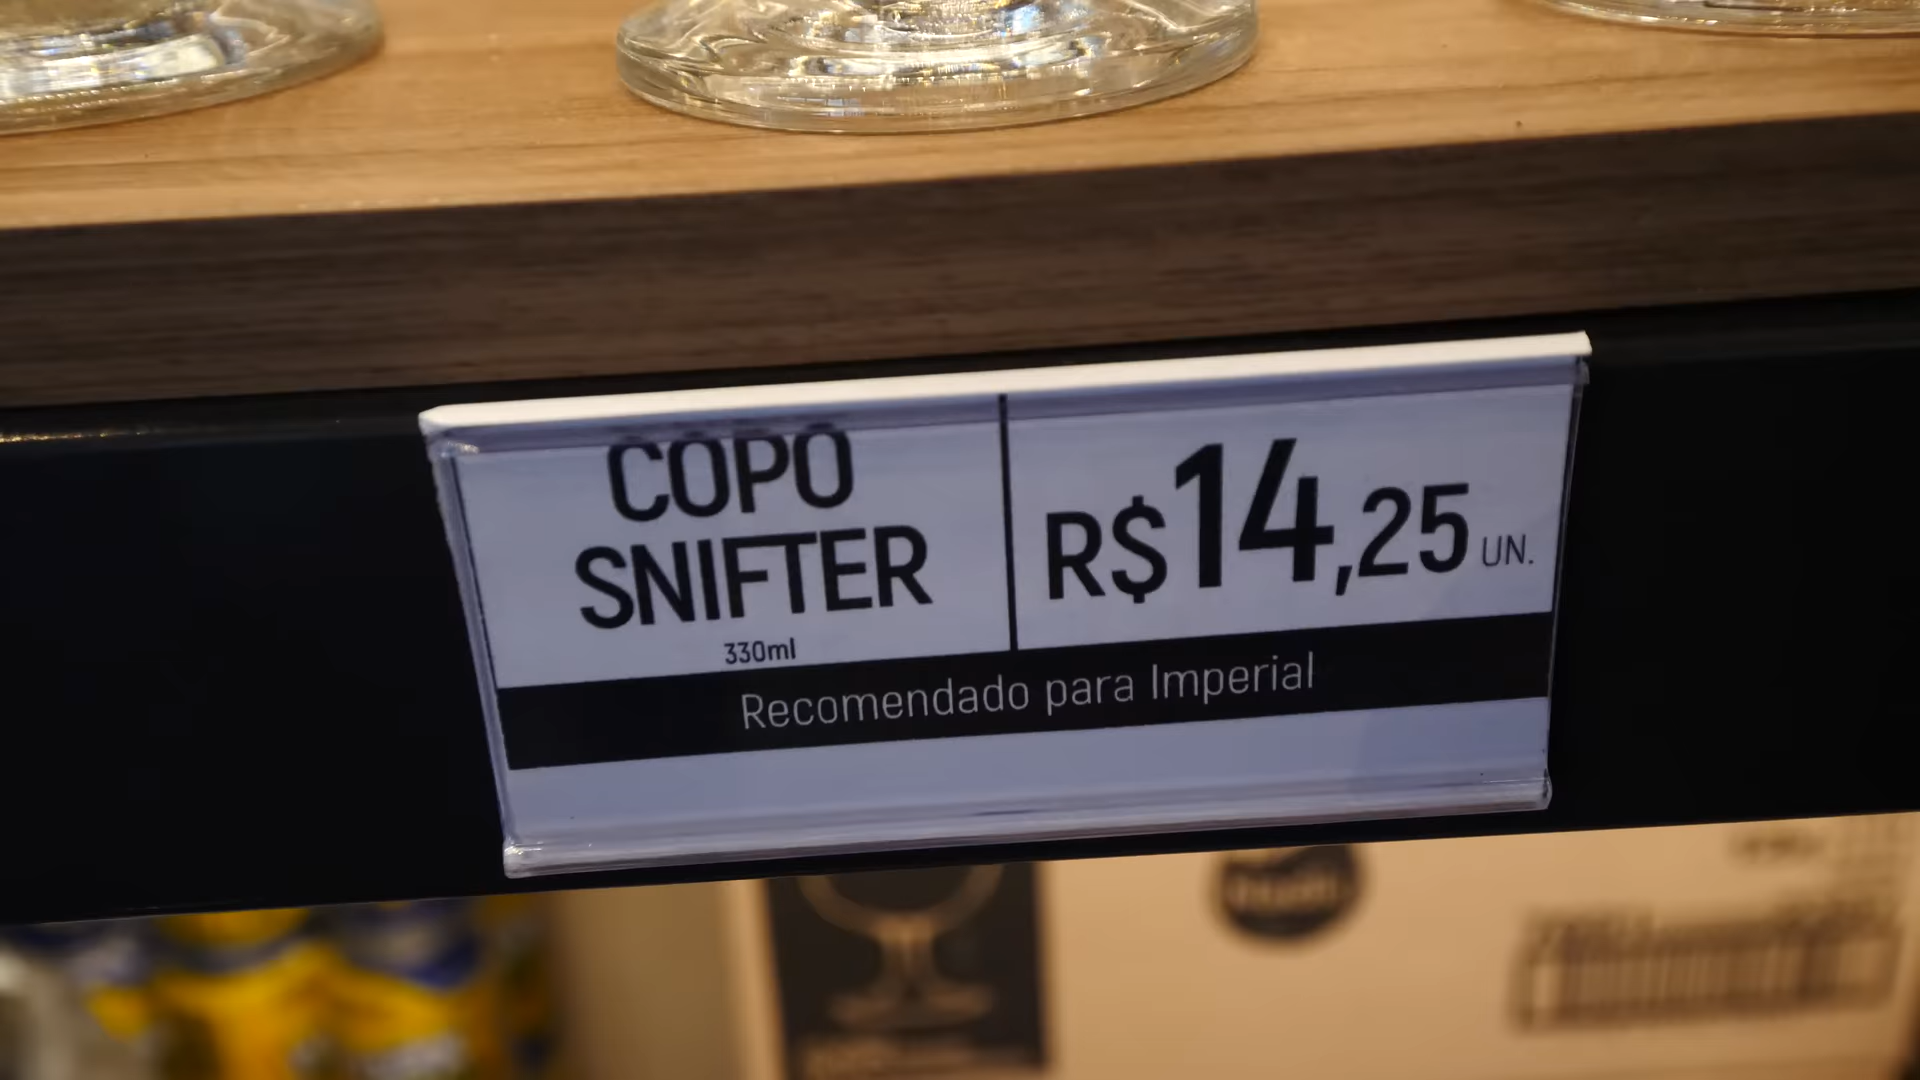 COPO
SNIFTER
330ml
R$14,25 UN.
Recomendado para Imperial